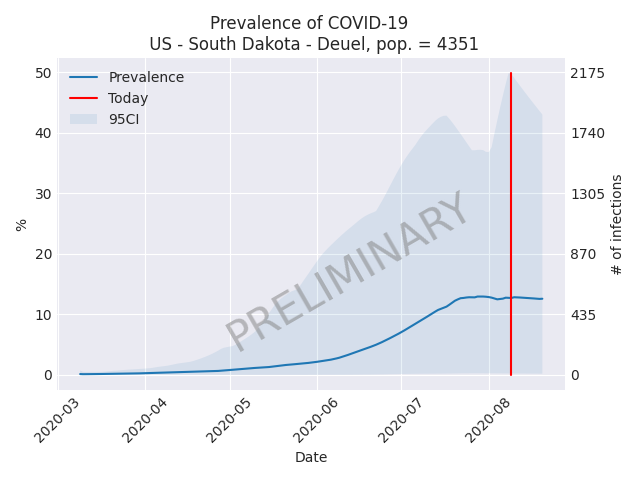 Prevalence of COVID-19
US - South Dakota - Deuel, pop. = 4351
50
40
30
20
10
0
%
2175
1740
1305
870
435
0
# of infections
Prevalence
Today
95CI
PRELIMINARY
2020-03
2020-04
2020-05
2020-06
2020-07
2020-08
Date